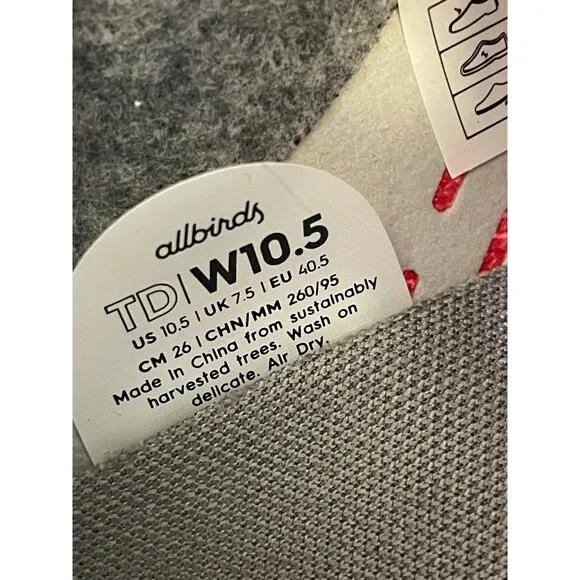 allbirds
TD|W10.5
US 10.5 | UK 7.5 | EU 40.5
CM 26 | CHN/MM 260/95
Made in China from sustainably
harvested trees. Wash on
delicate. Air Dry.